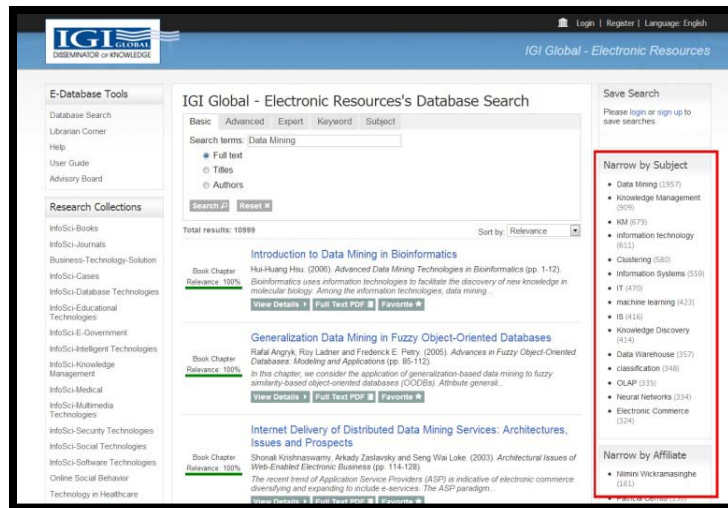 Login | Register | Language: English
IGI GLOBAL
DISSEMINATOR OF KNOWLEDGE
IGI Global - Electronic Resources
E-Database Tools
Database Search
Librarian Corner
Help
User Guide
Advisory Board
Research Collections
InfoSci-Books
InfoSci-Journals
Business-Technology-Solution
InfoSci-Cases
InfoSci-Database Technologies
InfoSci-Educational
Technologies
InfoSci-E-Government
InfoSci-Intelligent Technologies
InfoSci-Knowledge
Management
InfoSci-Medical
InfoSci-Multimedia
Technologies
InfoSci-Security Technologies
InfoSci-Social Technologies
InfoSci-Software Technologies
Online Social Behavior
Technology in Healthcare
IGI Global - Electronic Resources's Database Search
Basic Advanced Expert Keyword Subject
Search terms: Data Mining
Full text
Titles
Authors
Search Reset
Total results: 10999 Sort by: Relevance
Introduction to Data Mining in Bioinformatics
Book Chapter
Relevance: 100%
Hui-Huang Hsu. (2006). Advanced Data Mining Technologies in Bioinformatics (pp. 1-12).
Bioinformatics uses information technologies to facilitate the discovery of new knowledge in
molecular biology. Among the information technologies, data mining...
View Details Full Text PDF Favorite
Generalization Data Mining in Fuzzy Object-Oriented Databases
Book Chapter
Relevance: 100%
Rafal Angryk, Roy Ladner and Frederick E. Petry. (2005). Advances in Fuzzy Object-Oriented
Databases: Modeling and Applications (pp. 85-112).
In this chapter, we consider the application of generalization-based data mining to fuzzy
similarity-based object-oriented databases (OODBs). Attribute generali...
View Details Full Text PDF Favorite
Internet Delivery of Distributed Data Mining Services: Architectures,
Issues and Prospects
Book Chapter
Relevance: 100%
Shonali Krishnaswamy, Arkady Zaslavsky and Seng Wai Loke. (2003). Architectural Issues of
Web-Enabled Electronic Business (pp. 114-128).
The recent trend of Application Service Providers (ASP) is indicative of electronic commerce
diversifying and expanding to include e-services. The ASP paradigm...
View Details Full Text PDF Favorite
Save Search
Please login or sign up to
save searches.
Narrow by Subject
Data Mining (1957)
Knowledge Management
(909)
KM (679)
information technology
(611)
Clustering (580)
Information Systems (559)
IT (470)
machine learning (423)
IS (416)
Knowledge Discovery
(414)
Data Warehouse (357)
classification (348)
OLAP (335)
Neural Networks (334)
Electronic Commerce
(324)
Narrow by Affiliate
Nilmini Wickramasinghe
(161)